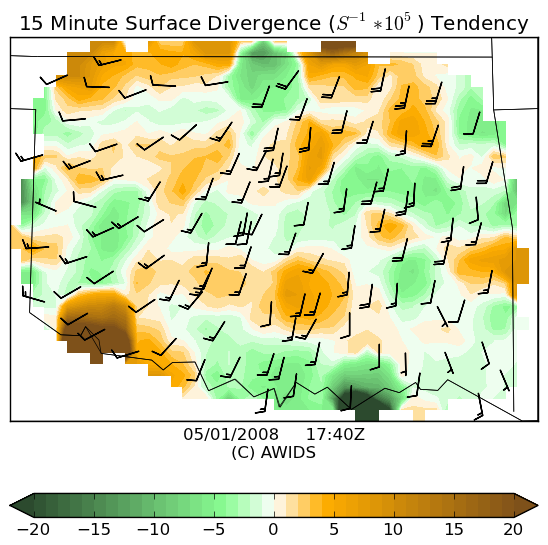 15 Minute Surface Divergence (S⁻¹ *10⁵ ) Tendency
05/01/2008 17:40Z
(C) AWIDS
−20 −15 −10 −5 0 5 10 15 20